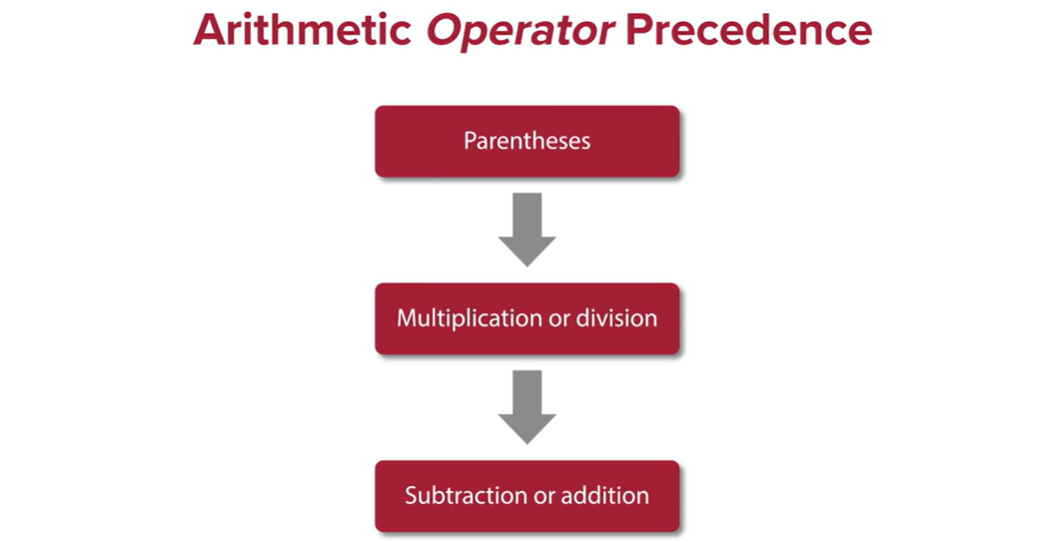 Arithmetic Operator Precedence
Parentheses
Multiplication or division
Subtraction or addition